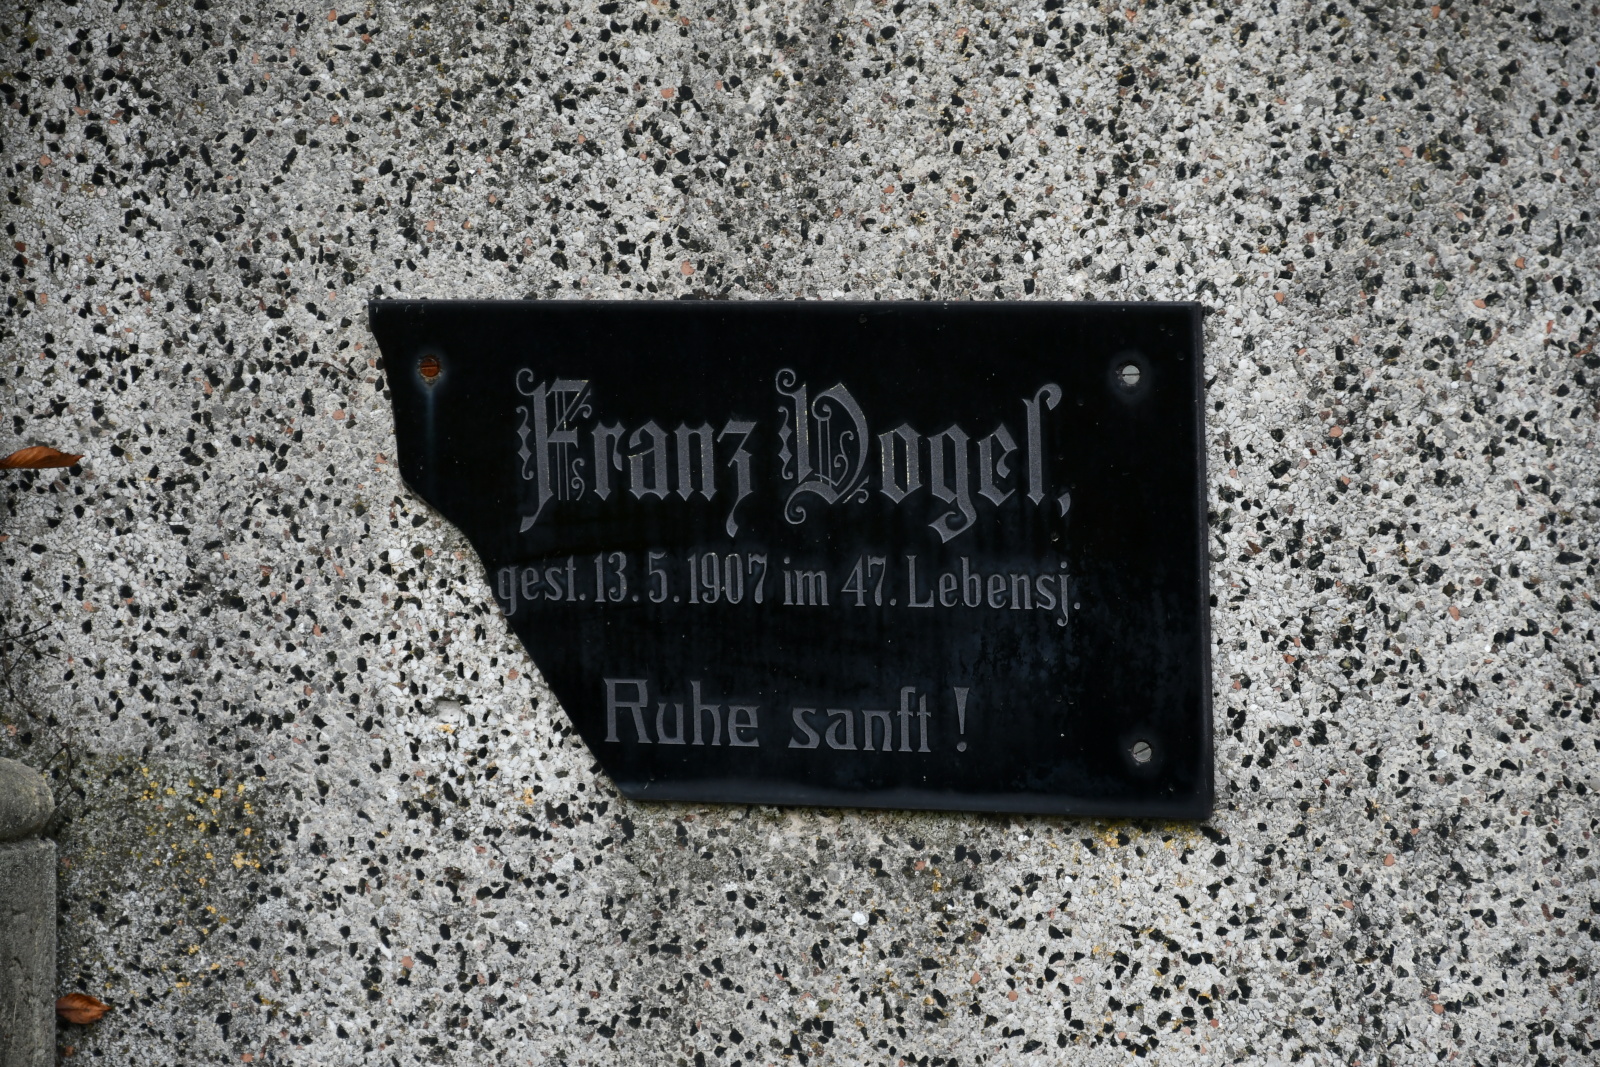 Franz Vogel,
gest. 13. 5. 1907 im 47. Lebensj.
Ruhe sanft !